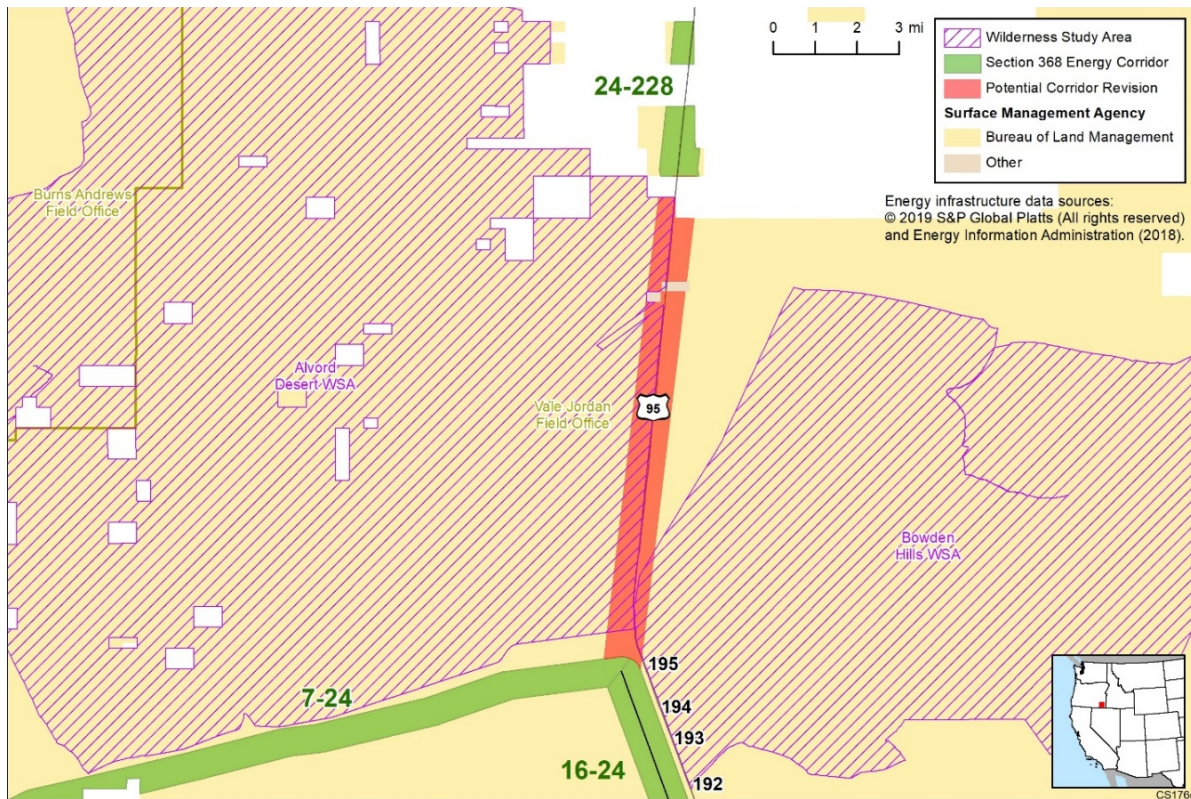 24-228
0 1 2 3 mi
Wilderness Study Area
Section 368 Energy Corridor
Potential Corridor Revision
Surface Management Agency
Bureau of Land Management
Other
Energy infrastructure data sources:
© 2019 S&P Global Platts (All rights reserved)
and Energy Information Administration (2018).
Burns Andrews
Field Office
Alvord
Desert WSA
Vale Jordan
Field Office
95
Bowden
Hills WSA
195
7-24
194
193
16-24
192